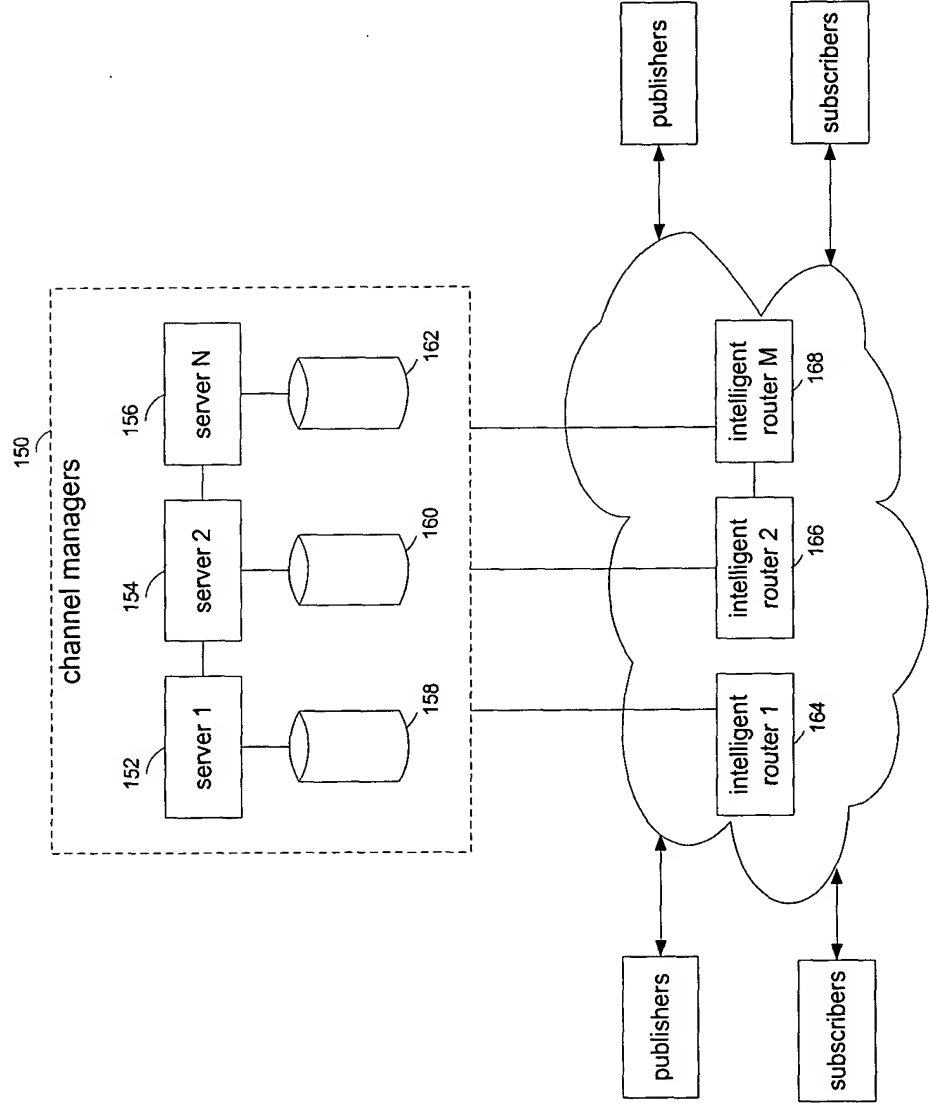 150
channel managers
152
server 1
154
server 2
156
server N
158
160
162
intelligent
router 1
164
intelligent
router 2
166
intelligent
router M
168
publishers
subscribers
publishers
subscribers